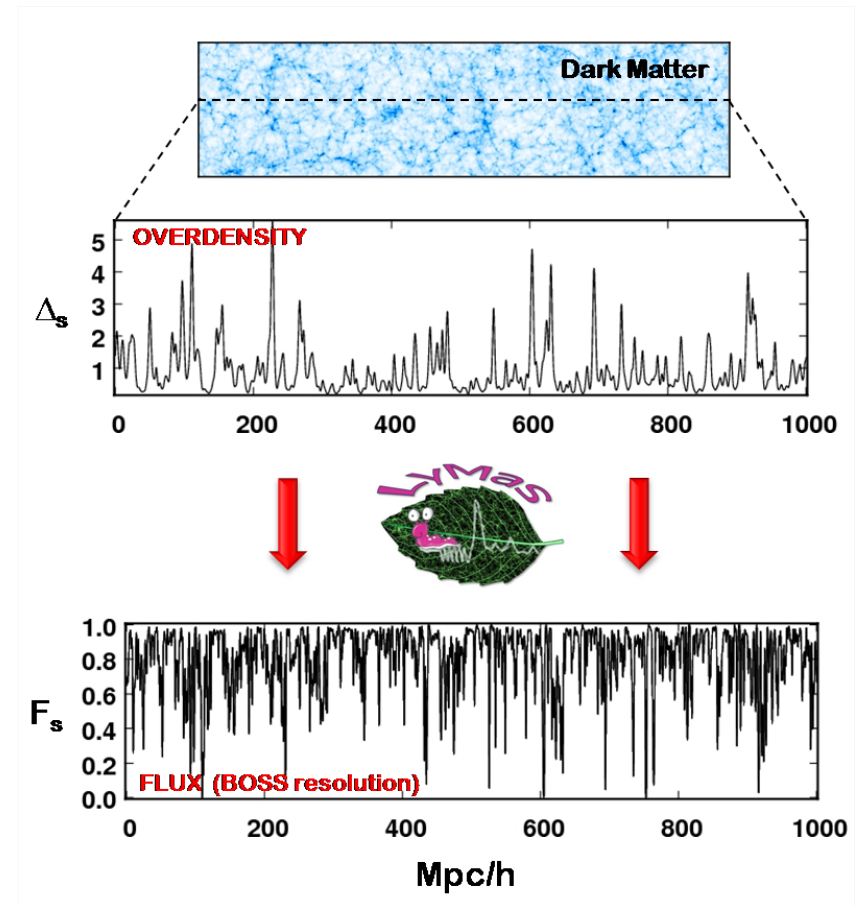 Dark Matter
OVERDENSITY
5
4
3
2
1
Δs
0 200 400 600 800 1000
LyMas
1.0
0.8
0.6
0.4
0.2
0.0
Fs
FLUX (BOSS resolution)
0 200 400 600 800 1000
Mpc/h